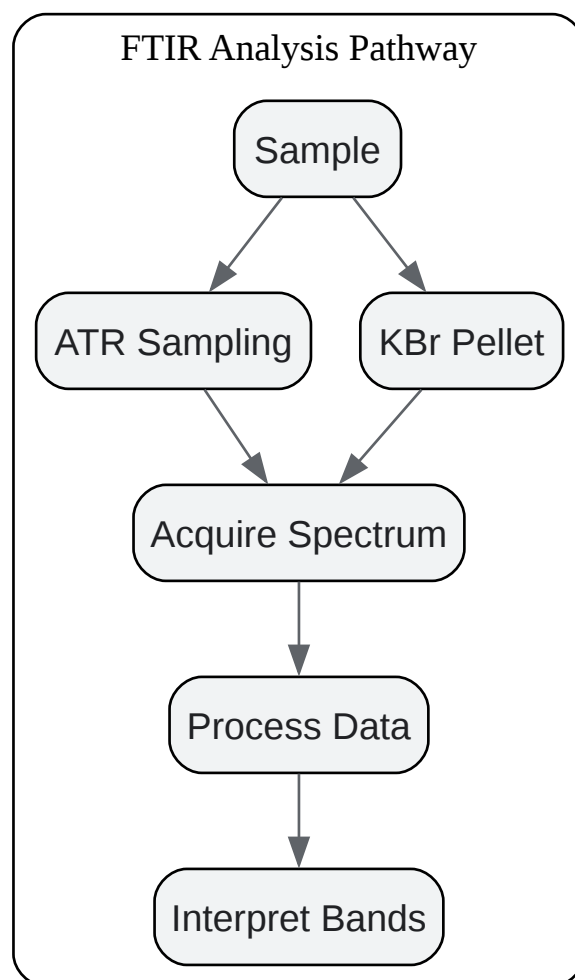 FTIR Analysis Pathway
Sample
ATR Sampling
KBr Pellet
Acquire Spectrum
Process Data
Interpret Bands